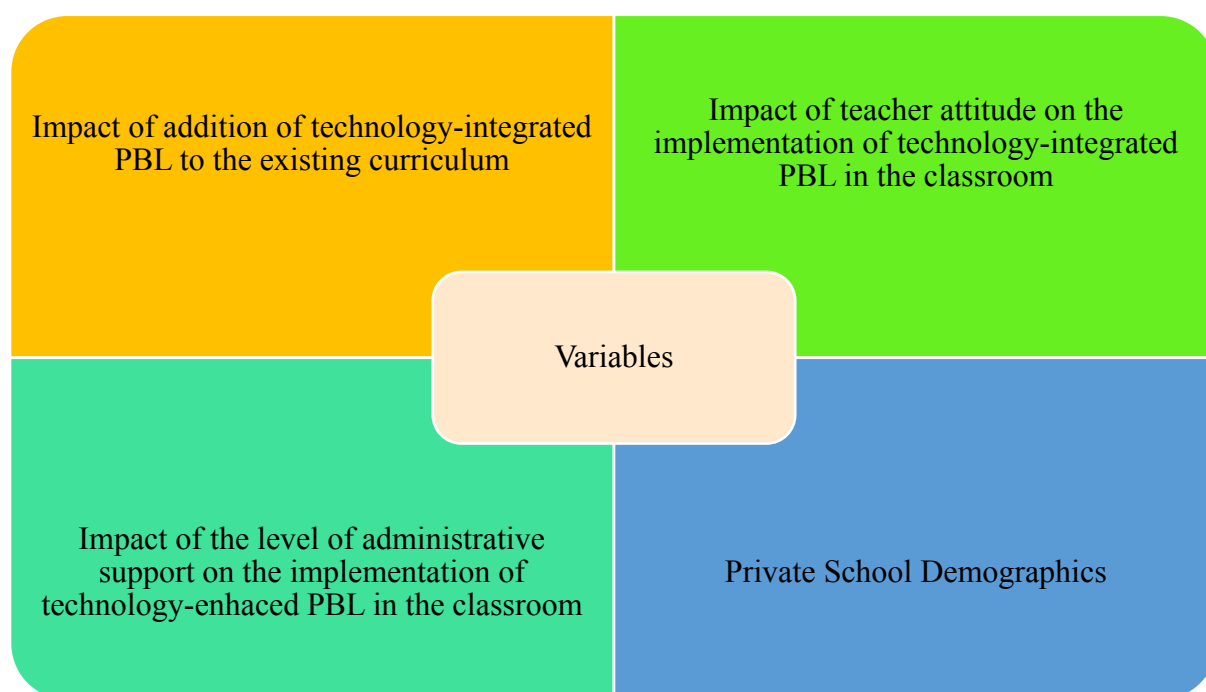 Impact of addition of technology-integrated
PBL to the existing curriculum
Impact of teacher attitude on the
implementation of technology-integrated
PBL in the classroom
Variables
Impact of the level of administrative
support on the implementation of
technology-enhaced PBL in the classroom
Private School Demographics